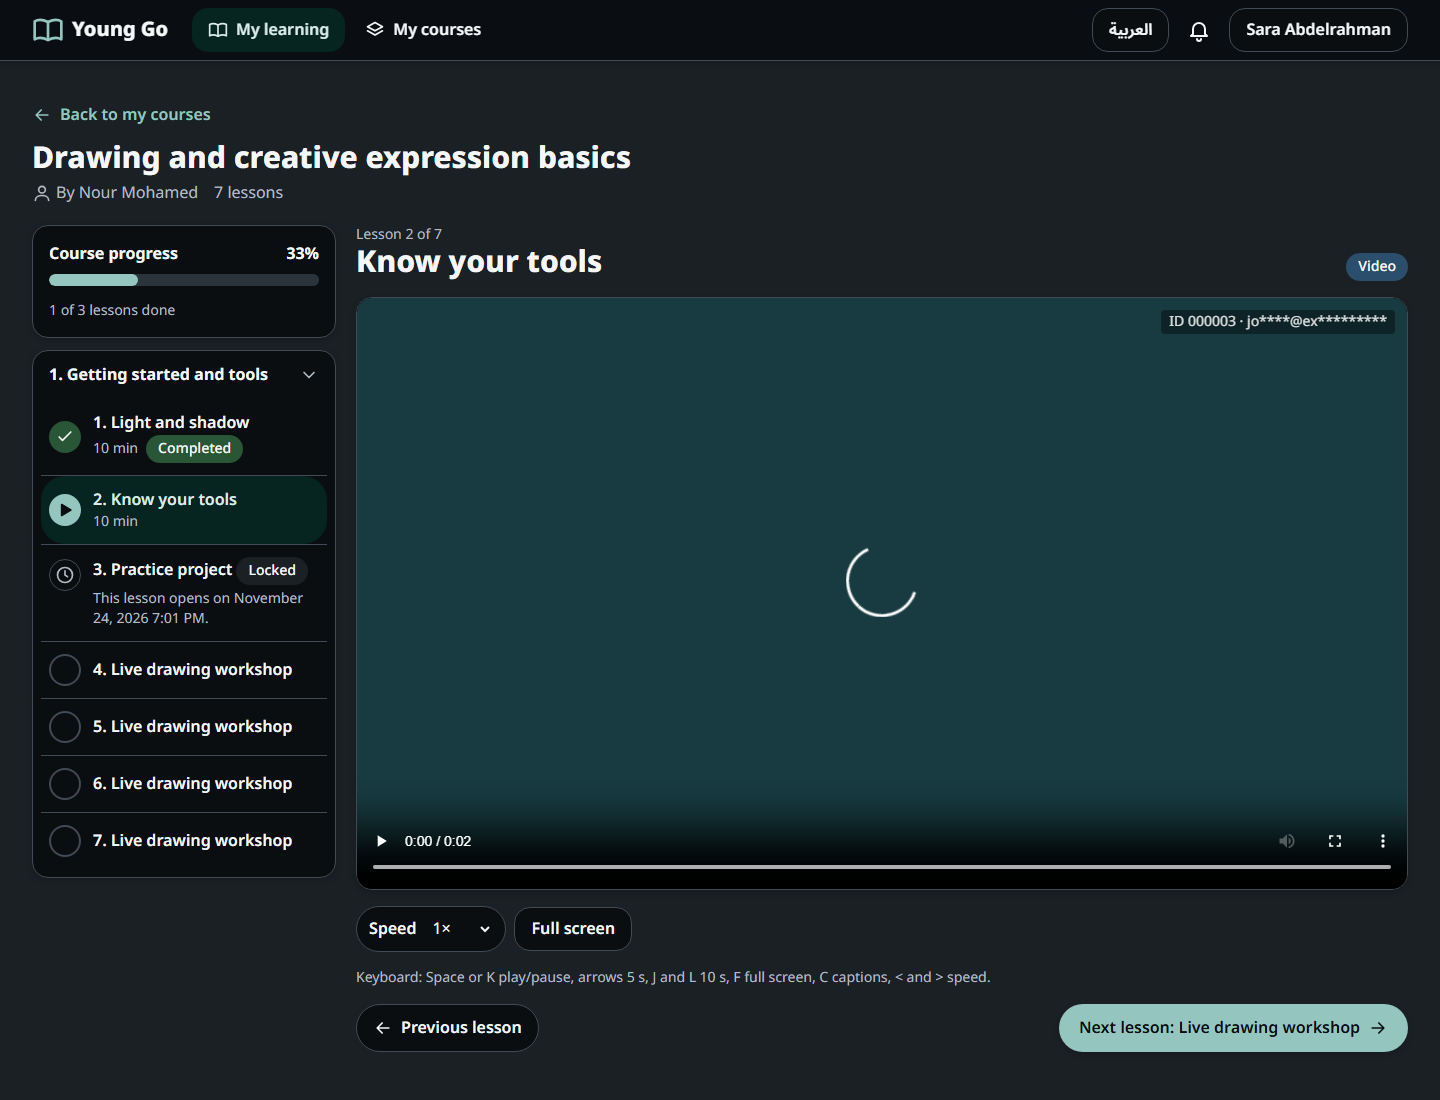 Young Go
My learning
My courses
العربية
Sara Abdelrahman
Back to my courses
Drawing and creative expression basics
By Nour Mohamed 7 lessons
Course progress 33%
1 of 3 lessons done
1. Getting started and tools
1. Light and shadow
10 min Completed
2. Know your tools
10 min
3. Practice project Locked
This lesson opens on November
24, 2026 7:01 PM.
4. Live drawing workshop
5. Live drawing workshop
6. Live drawing workshop
7. Live drawing workshop
Lesson 2 of 7
Know your tools
Video
ID 000003 · jo****@ex*********
0:00 / 0:02
Speed 1×
Full screen
Keyboard: Space or K play/pause, arrows 5 s, J and L 10 s, F full screen, C captions, < and > speed.
Previous lesson
Next lesson: Live drawing workshop